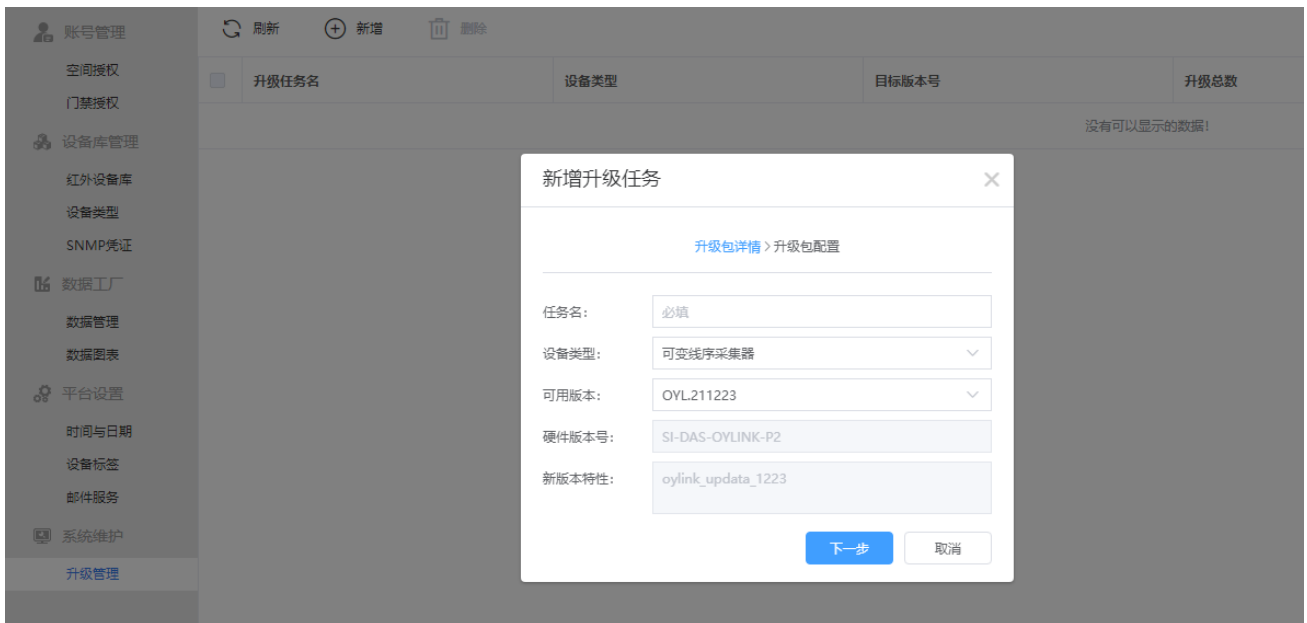 账号管理
空间授权
门禁授权
设备库管理
红外设备库
设备类型
SNMP凭证
数据工厂
数据管理
数据图表
平台设置
时间与日期
设备标签
邮件服务
系统维护
升级管理
刷新 新增 删除
升级任务名 设备类型 目标版本号 升级总数
没有可以显示的数据!
新增升级任务
升级包详情>升级包配置
任务名: 必填
设备类型: 可变线序采集器
可用版本: OYL.211223
硬件版本号: SI-DAS-OYLINK-P2
新版本特性: oylink_updata_1223
下一步 取消